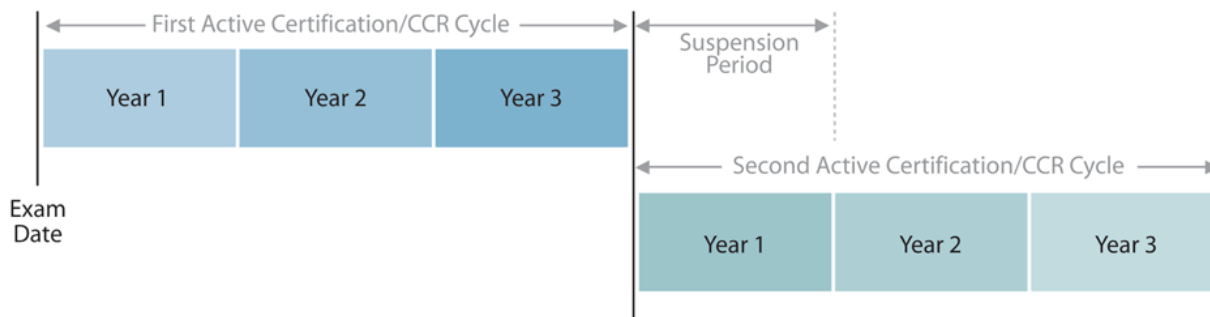 First Active Certification/CCR Cycle
Suspension
Period
Year 1
Year 2
Year 3
Exam
Date
Second Active Certification/CCR Cycle
Year 1
Year 2
Year 3